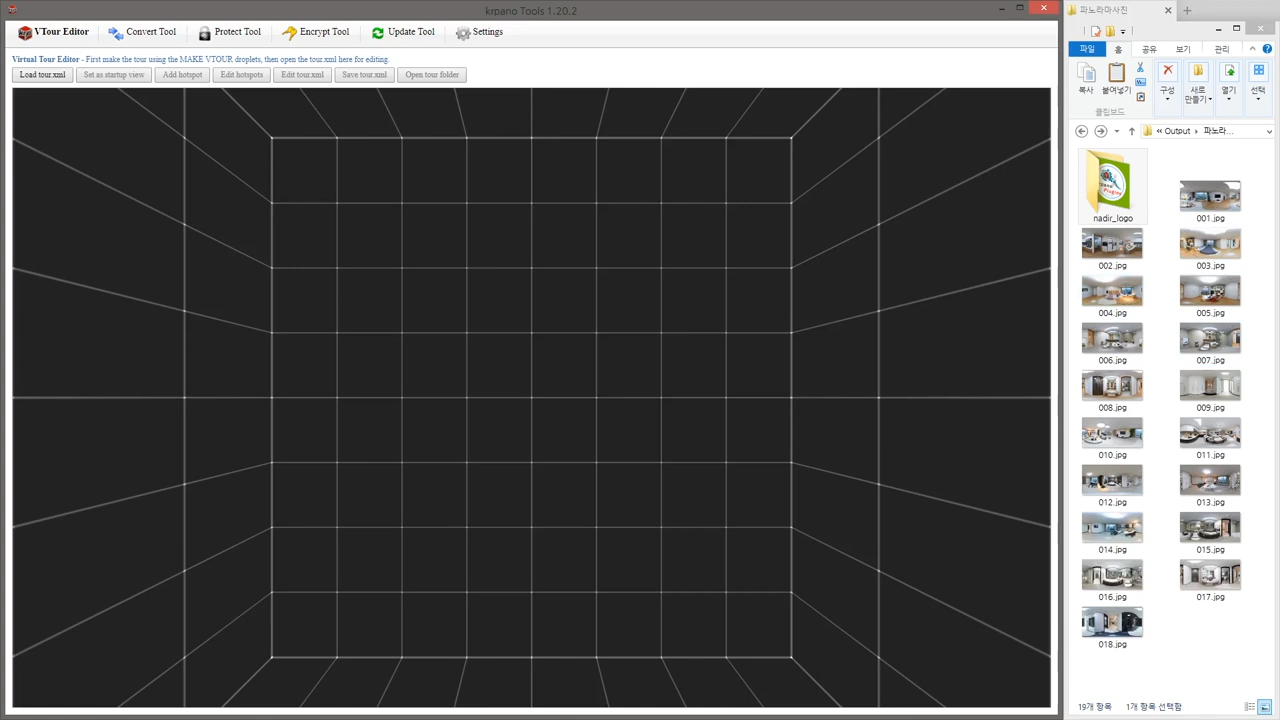 krpano Tools 1.20.2
VTour Editor
Convert Tool
Protect Tool
Encrypt Tool
Update Tool
Settings
Virtual Tour Editor - First make the tour using the MAKE VTOUR droplets, then open the tour.xml here for editing.
Load tour.xml
Set as startup view
Add hotspot
Edit hotspots
Edit tour.xml
Save tour.xml
Open tour folder
파노라마사진
파일
홈
공유
보기
관리
복사
붙여넣기
구성
새로
만들기
열기
선택
클립보드
« Output
파노라...
Plugins
nadir_logo
001.jpg
002.jpg
003.jpg
004.jpg
005.jpg
006.jpg
007.jpg
008.jpg
009.jpg
010.jpg
011.jpg
012.jpg
013.jpg
014.jpg
015.jpg
016.jpg
017.jpg
018.jpg
19개 항목
1개 항목 선택함